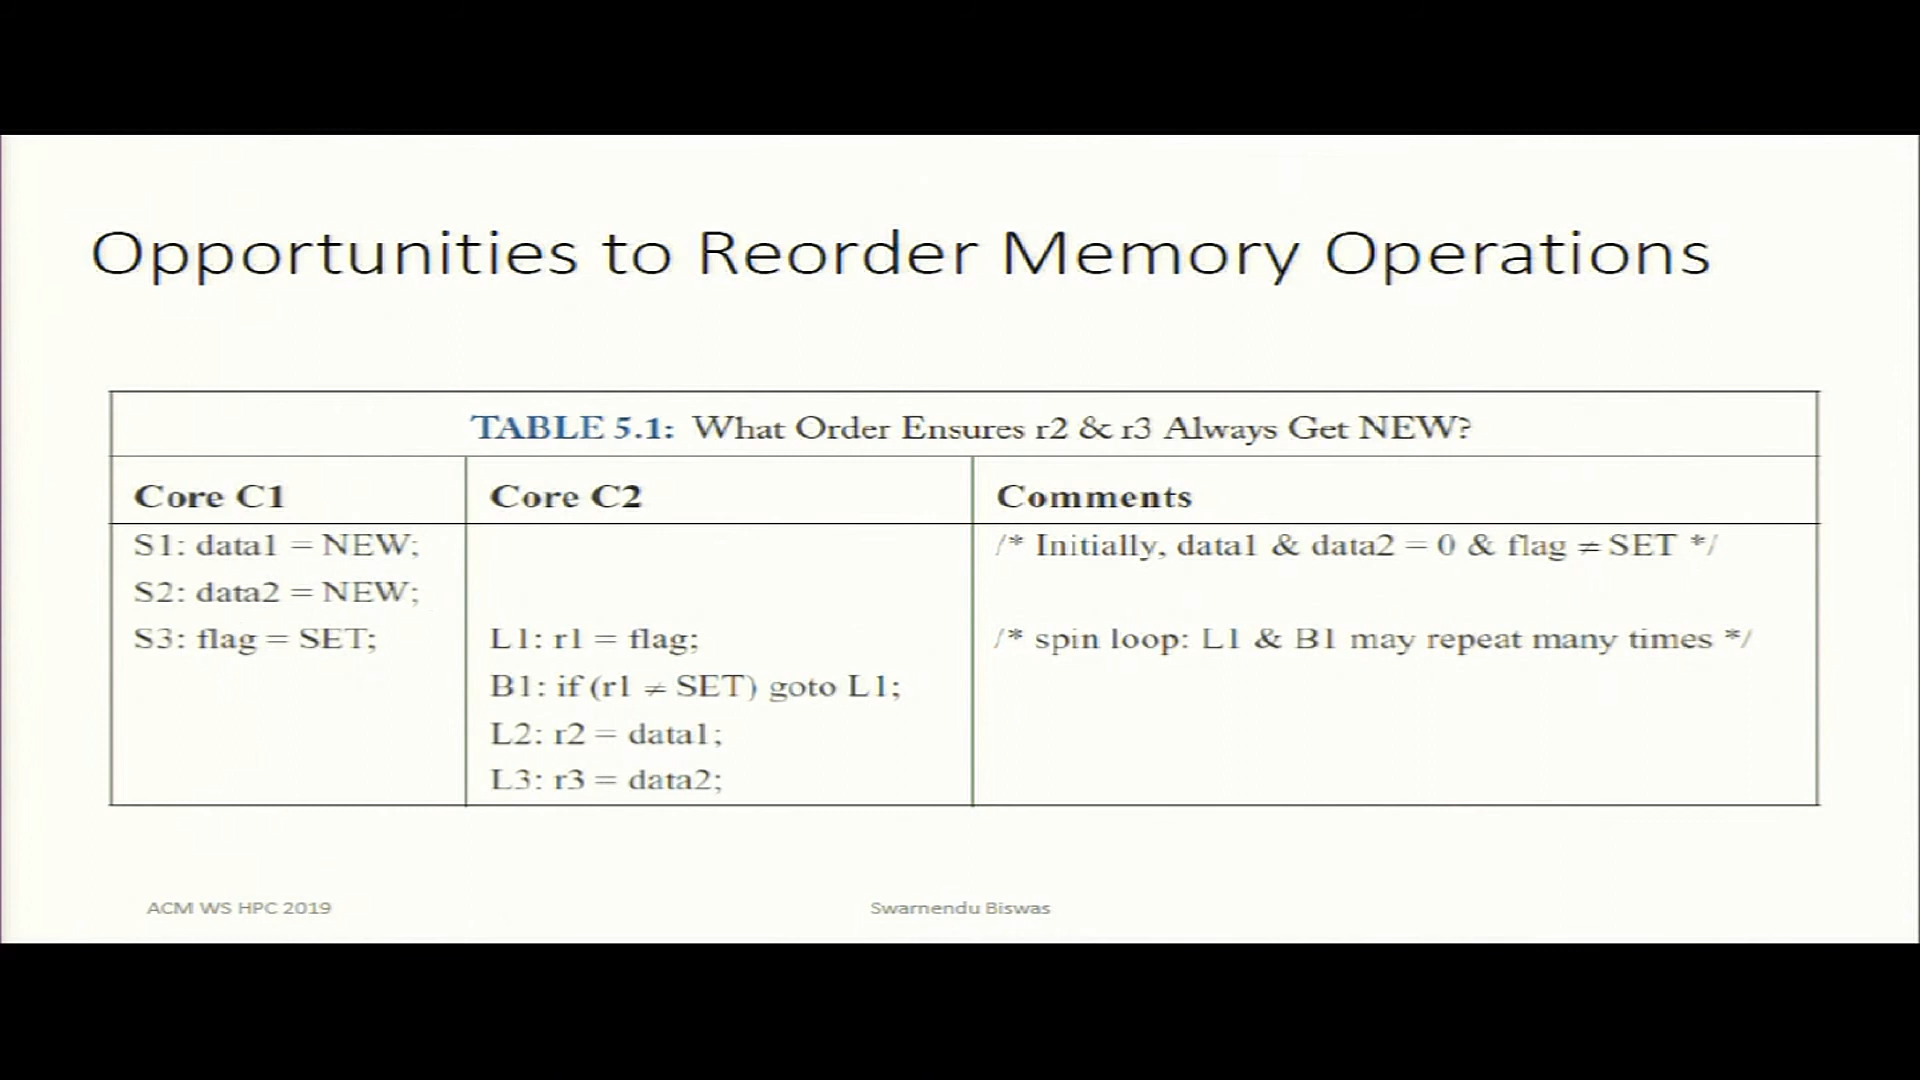 Opportunities to Reorder Memory Operations
TABLE 5.1: What Order Ensures r2 & r3 Always Get NEW?
Core C1 Core C2 Comments
S1: data1 = NEW; /* Initially, data1 & data2 = 0 & flag ≠ SET */
S2: data2 = NEW;
S3: flag = SET; L1: r1 = flag; /* spin loop: L1 & B1 may repeat many times */
B1: if (r1 ≠ SET) goto L1;
L2: r2 = data1;
L3: r3 = data2;
ACM WS HPC 2019 Swarnendu Biswas